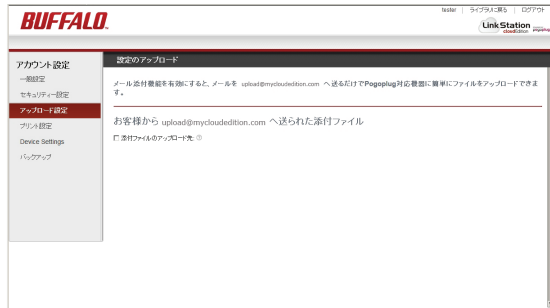 tester | ライブラリに戻る | ログアウト
BUFFALO
LinkStation
cloudEdition pogoplug
アカウント設定
一般設定
セキュリティー設定
アップロード設定
プリント設定
Device Settings
バックアップ
設定のアップロード
メール添付機能を有効にすると、メールを upload@mycloudedition.com へ送るだけでPogoplug対応機器に簡単にファイルをアップロードできま
す。
お客様から upload@mycloudedition.com へ送られた添付ファイル
添付ファイルのアップロード先: